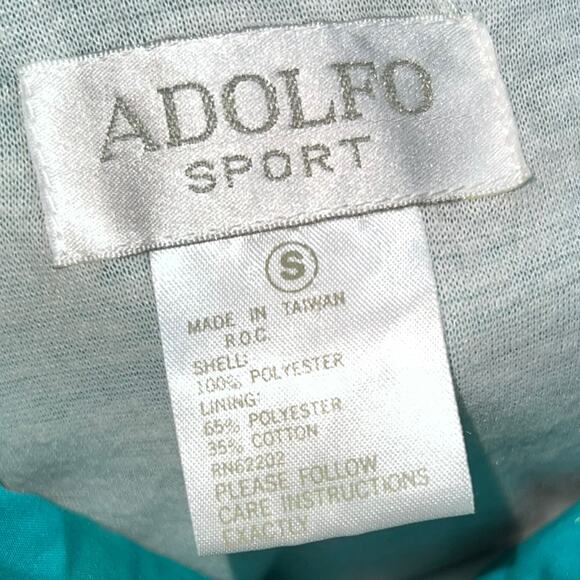 ADOLFO
SPORT
S
MADE IN TAIWAN
R.O.C.
SHELL:
100% POLYESTER
LINING:
65% POLYESTER
35% COTTON
RN62202
PLEASE FOLLOW
CARE INSTRUCTIONS
EXACTLY